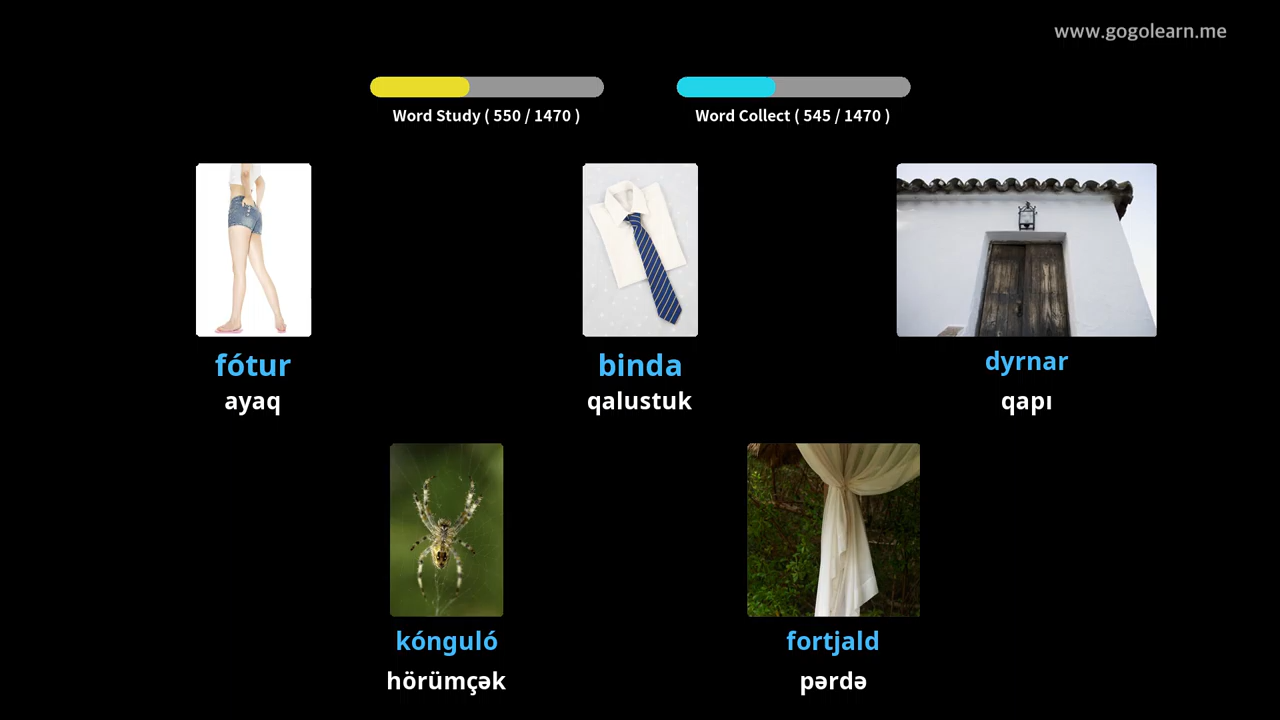 www.gogolearn.me
Word Study ( 550 / 1470 )
Word Collect ( 545 / 1470 )
fótur
ayaq
binda
qalustuk
dyrnar
qapı
kónguló
hörümçək
fortjald
pərdə